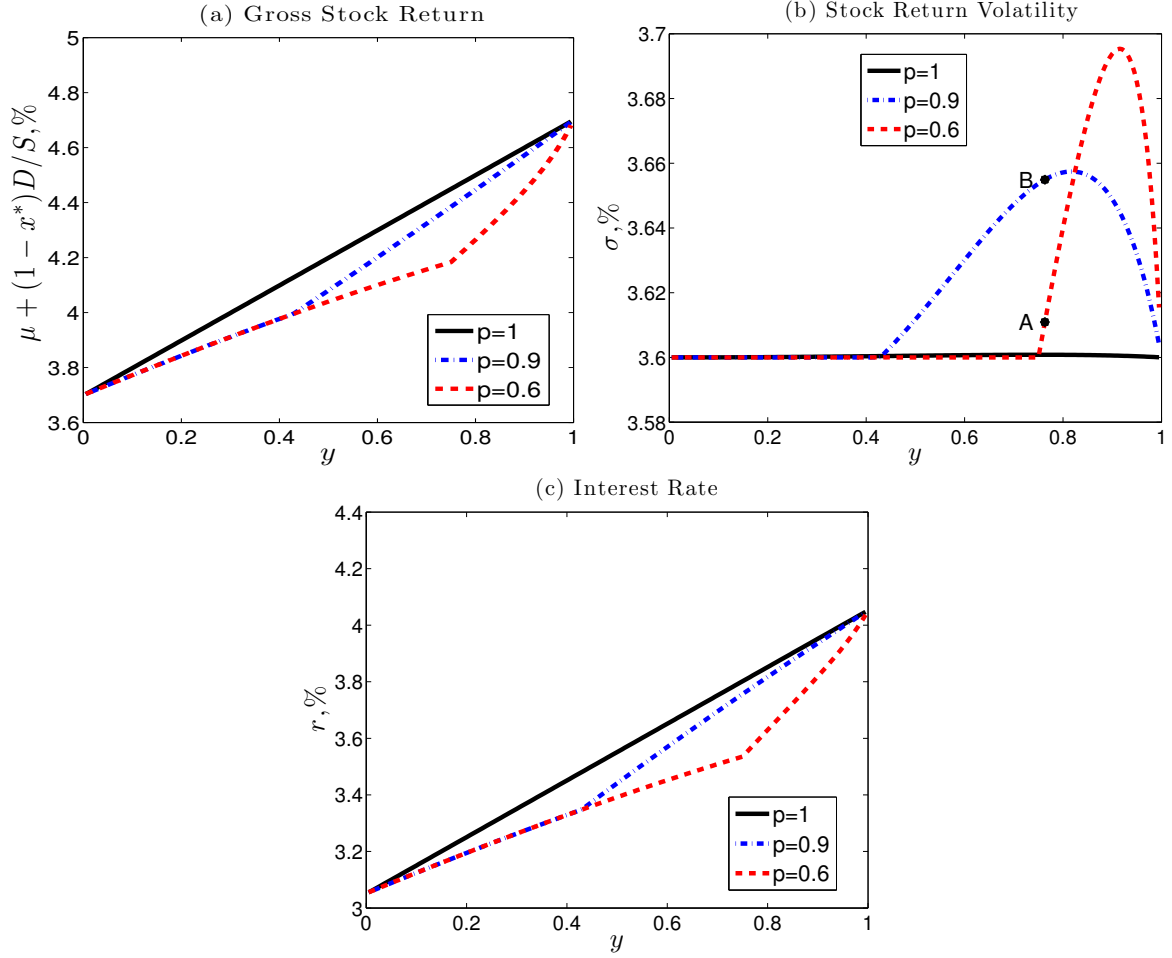 (a) Gross Stock Return
μ + (1 − x*)D/S,%
5
4.8
4.6
4.4
4.2
4
3.8
3.6
0
0.2
0.4
0.6
0.8
1
y
p=1
p=0.9
p=0.6
(b) Stock Return Volatility
σ,%
3.7
3.68
3.66
3.64
3.62
3.6
3.58
0
0.2
0.4
0.6
0.8
1
y
p=1
p=0.9
p=0.6
B
A
(c) Interest Rate
r,%
4.4
4.2
4
3.8
3.6
3.4
3.2
3
0
0.2
0.4
0.6
0.8
1
y
p=1
p=0.9
p=0.6